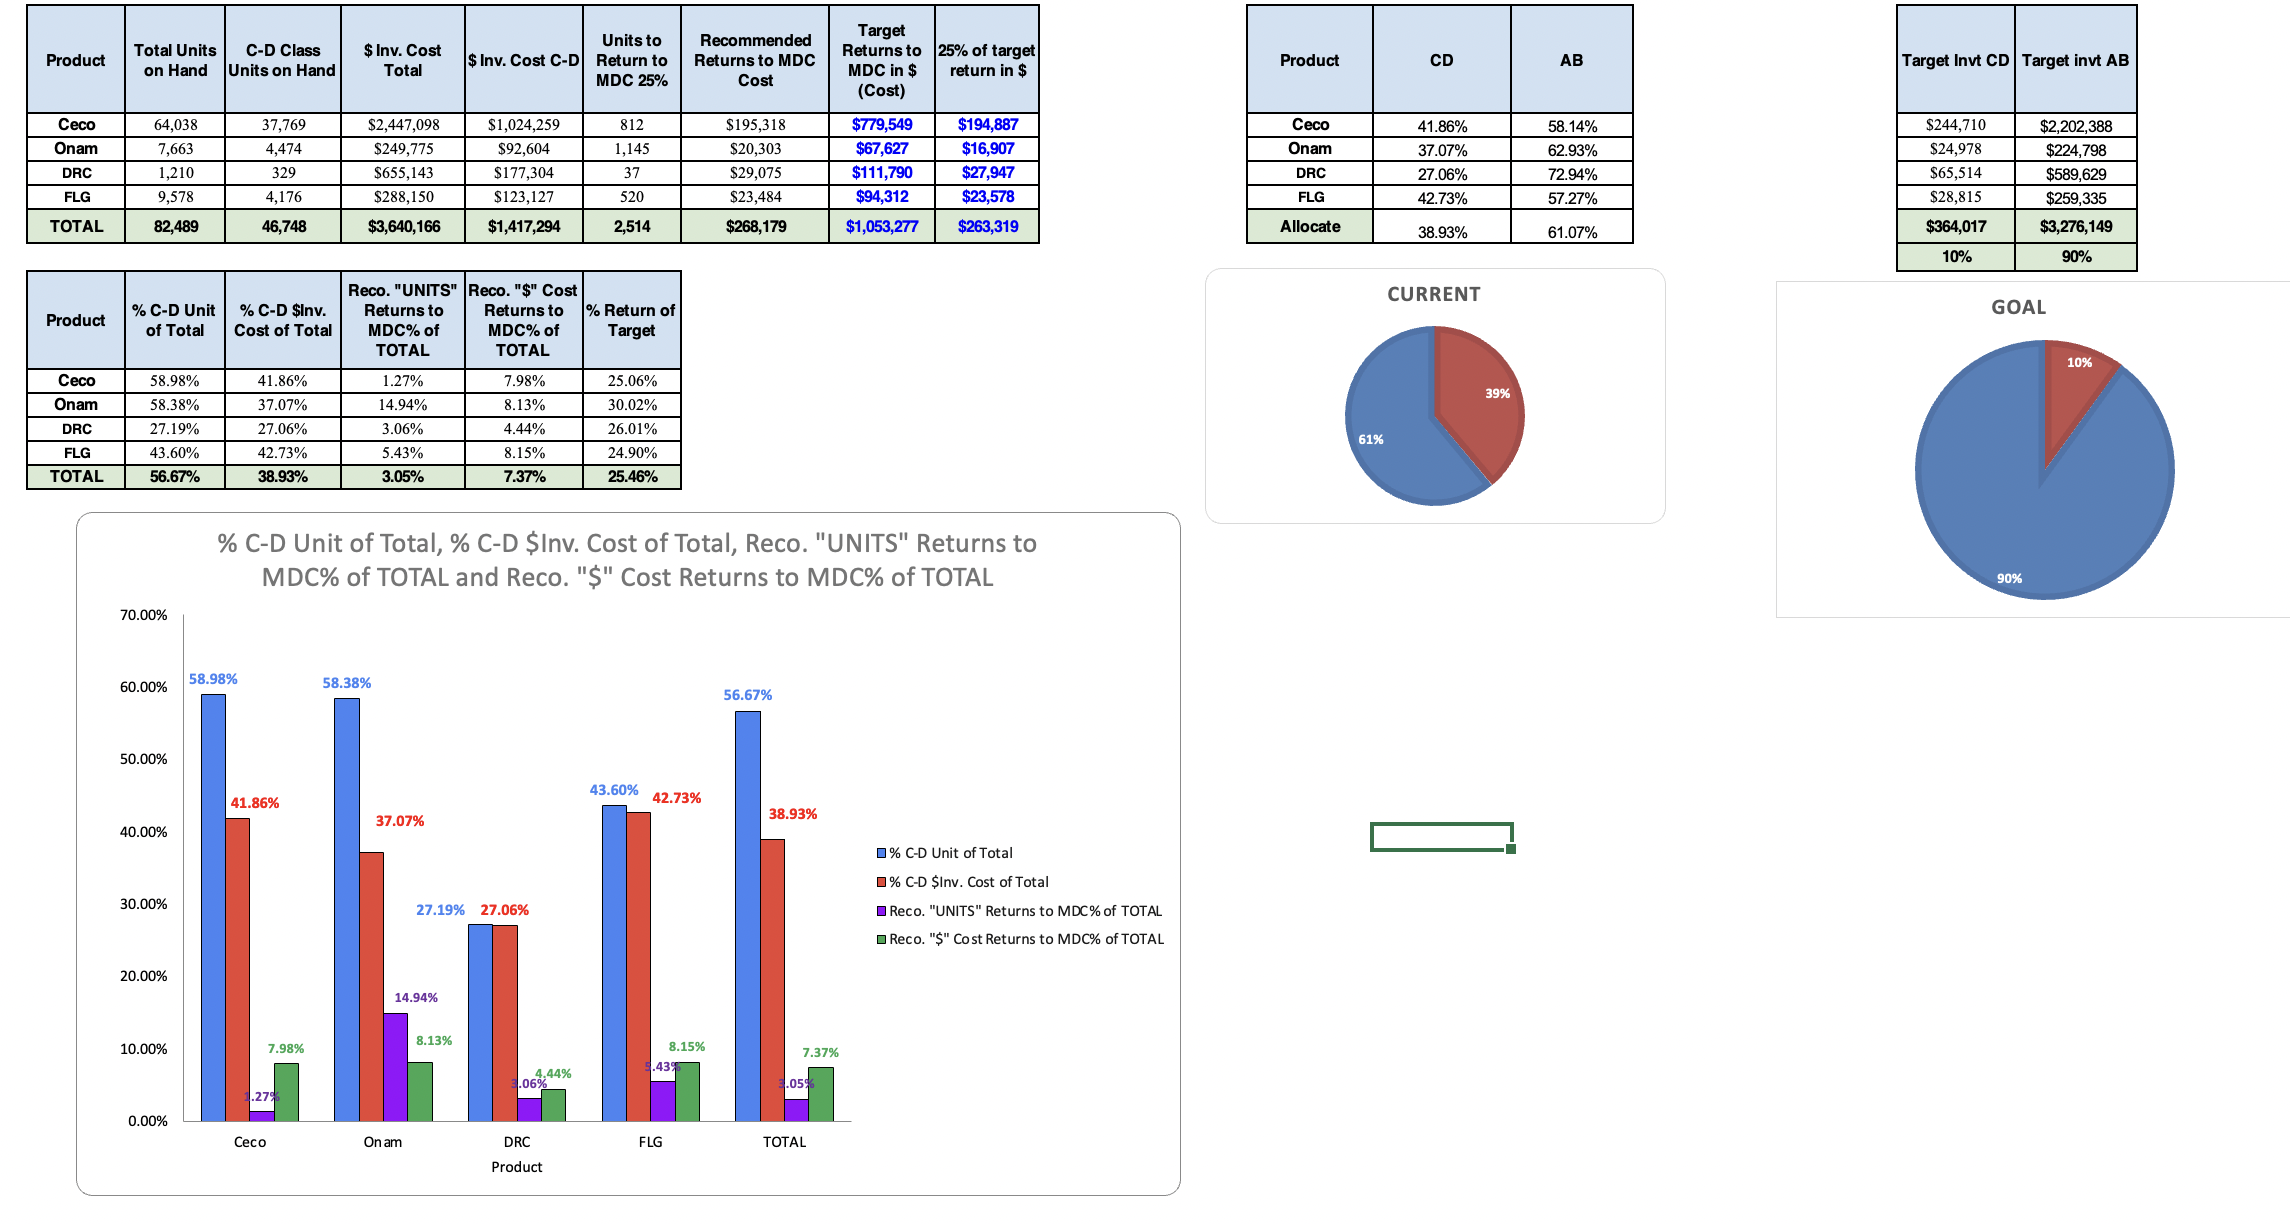 Product | Total Units on Hand | C-D Class Units on Hand | $ Inv. Cost Total | $ Inv. Cost C-D | Units to Return to MDC 25% | Recommended Returns to MDC Cost | Target Returns to MDC in $ (Cost) | 25% of target return in $
Ceco | 64,038 | 37,769 | $2,447,098 | $1,024,259 | 812 | $195,318 | $779,549 | $194,887
Onam | 7,663 | 4,474 | $249,775 | $92,604 | 1,145 | $20,303 | $67,627 | $16,907
DRC | 1,210 | 329 | $655,143 | $177,304 | 37 | $29,075 | $111,790 | $27,947
FLG | 9,578 | 4,176 | $288,150 | $123,127 | 520 | $23,484 | $94,312 | $23,578
TOTAL | 82,489 | 46,748 | $3,640,166 | $1,417,294 | 2,514 | $268,179 | $1,053,277 | $263,319
Product | CD | AB
Ceco | 41.86% | 58.14%
Onam | 37.07% | 62.93%
DRC | 27.06% | 72.94%
FLG | 42.73% | 57.27%
Allocate | 38.93% | 61.07%
Target Invt CD | Target invt AB
$244,710 | $2,202,388
$24,978 | $224,798
$65,514 | $589,629
$28,815 | $259,335
$364,017 | $3,276,149
10% | 90%
Product | % C-D Unit of Total | % C-D $Inv. Cost of Total | Reco. "UNITS" Returns to MDC% of TOTAL | Reco. "$" Cost Returns to MDC% of TOTAL | % Return of Target
Ceco | 58.98% | 41.86% | 1.27% | 7.98% | 25.06%
Onam | 58.38% | 37.07% | 14.94% | 8.13% | 30.02%
DRC | 27.19% | 27.06% | 3.06% | 4.44% | 26.01%
FLG | 43.60% | 42.73% | 5.43% | 8.15% | 24.90%
TOTAL | 56.67% | 38.93% | 3.05% | 7.37% | 25.46%
CURRENT
39%
61%
GOAL
10%
90%
% C-D Unit of Total, % C-D $Inv. Cost of Total, Reco. "UNITS" Returns to
MDC% of TOTAL and Reco. "$" Cost Returns to MDC% of TOTAL
70.00%
60.00%
50.00%
40.00%
30.00%
20.00%
10.00%
0.00%
58.98%
41.86%
1.27%
7.98%
58.38%
37.07%
14.94%
8.13%
27.19%
27.06%
3.06%
4.44%
43.60%
42.73%
5.43%
8.15%
56.67%
38.93%
3.05%
7.37%
Ceco
Onam
DRC
FLG
TOTAL
Product
% C-D Unit of Total
% C-D $Inv. Cost of Total
Reco. "UNITS" Returns to MDC% of TOTAL
Reco. "$" Cost Returns to MDC% of TOTAL